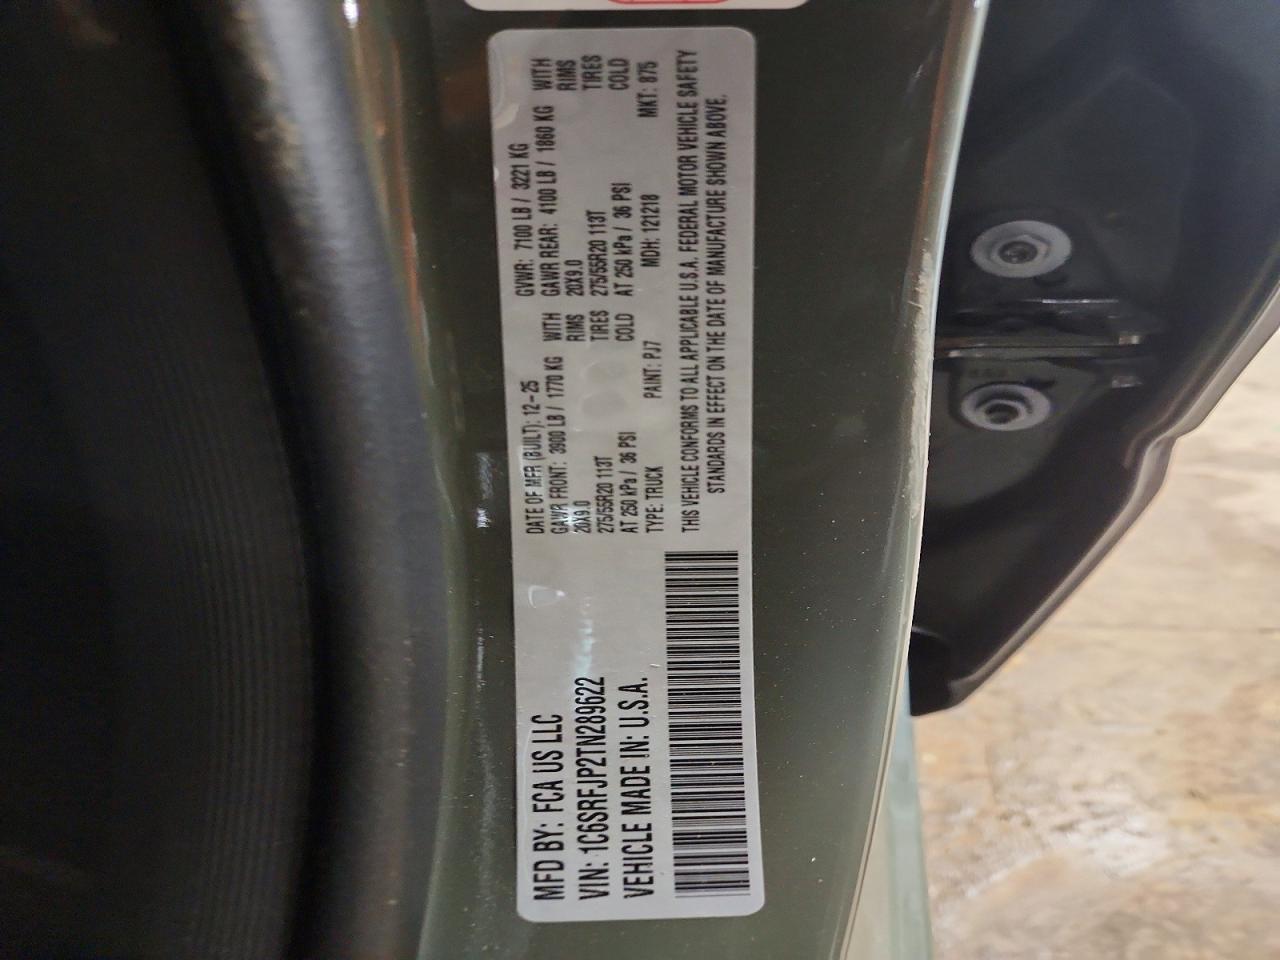 MFD BY: FCA US LLC
VIN: 1C6SRFJP2TN289622
VEHICLE MADE IN: U.S.A.
DATE OF MFR (BUILT): 12-25 GVWR: 7100 LB / 3221 KG
GAWR FRONT: 3900 LB / 1770 KG WITH GAWR REAR: 4100 LB / 1860 KG WITH
20X9.0 RIMS 20X9.0 RIMS
275/55R20 113T TIRES 275/55R20 113T TIRES
AT 250 kPa / 36 PSI COLD AT 250 kPa / 36 PSI COLD
TYPE: TRUCK PAINT: PJ7 MDH: 121218 MKT: 875
THIS VEHICLE CONFORMS TO ALL APPLICABLE U.S.A. FEDERAL MOTOR VEHICLE SAFETY
STANDARDS IN EFFECT ON THE DATE OF MANUFACTURE SHOWN ABOVE.